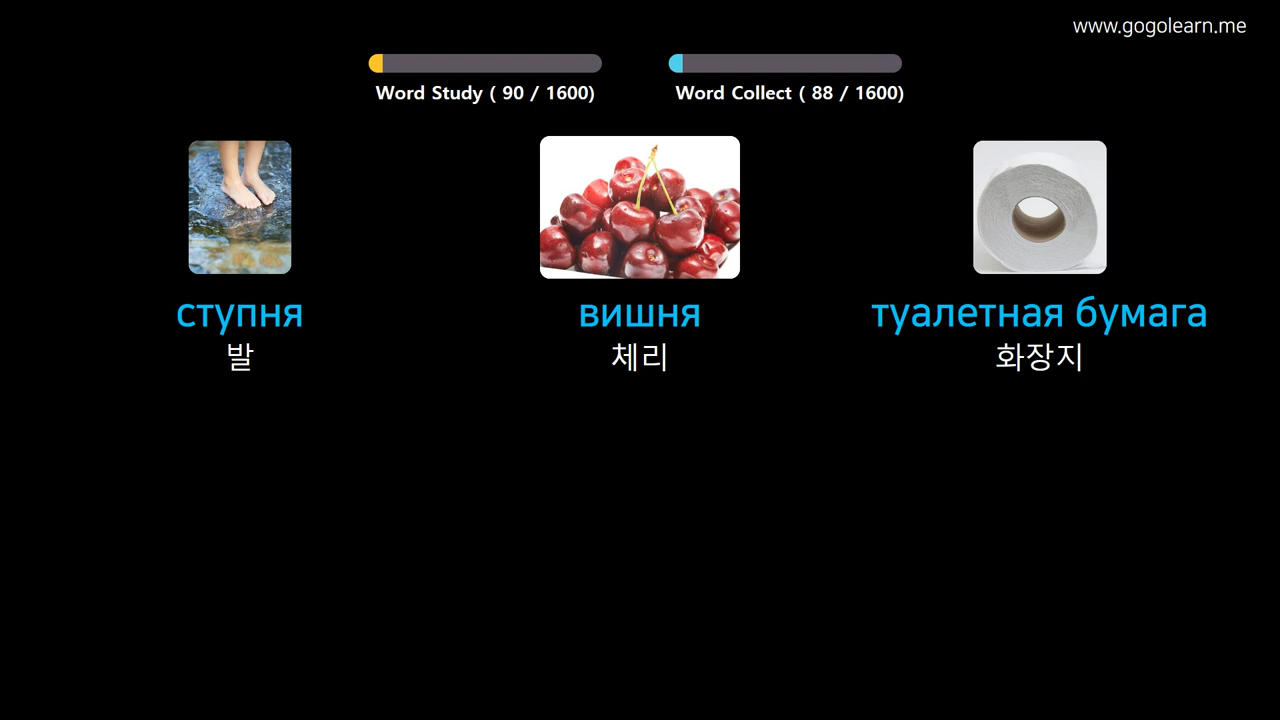 www.gogolearn.me
Word Study ( 90 / 1600)
Word Collect ( 88 / 1600)
ступня
발
вишня
체리
туалетная бумага
화장지